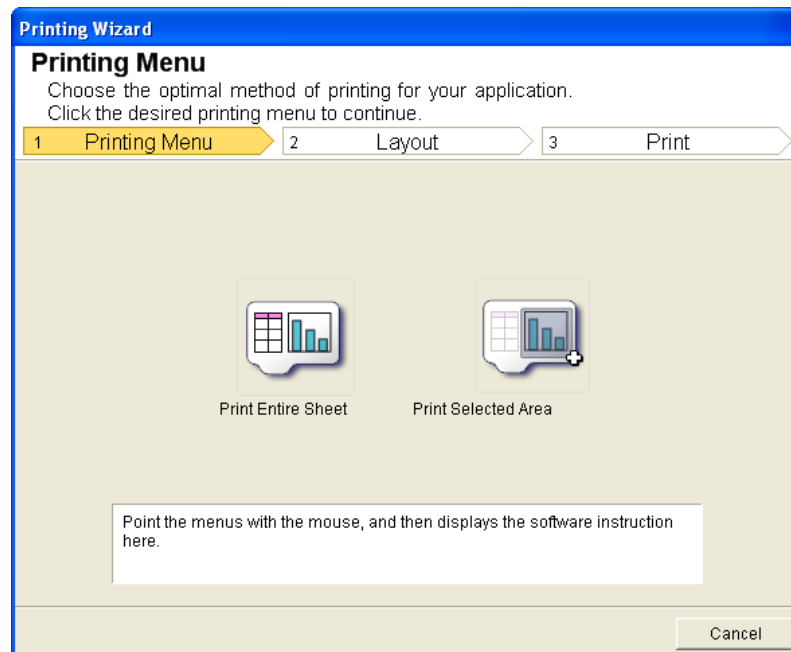 Printing Wizard
Printing Menu
Choose the optimal method of printing for your application.
Click the desired printing menu to continue.
1 Printing Menu 2 Layout 3 Print
Print Entire Sheet Print Selected Area
Point the menus with the mouse, and then displays the software instruction
here.
Cancel